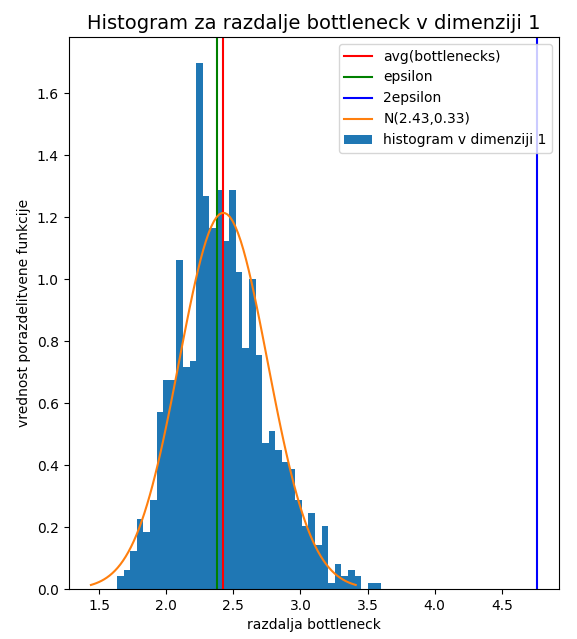 Histogram za razdalje bottleneck v dimenziji 1
avg(bottlenecks)
epsilon
2epsilon
N(2.43,0.33)
histogram v dimenziji 1
vrednost porazdelitvene funkcije
1.6
1.4
1.2
1.0
0.8
0.6
0.4
0.2
0.0
1.5 2.0 2.5 3.0 3.5 4.0 4.5
razdalja bottleneck